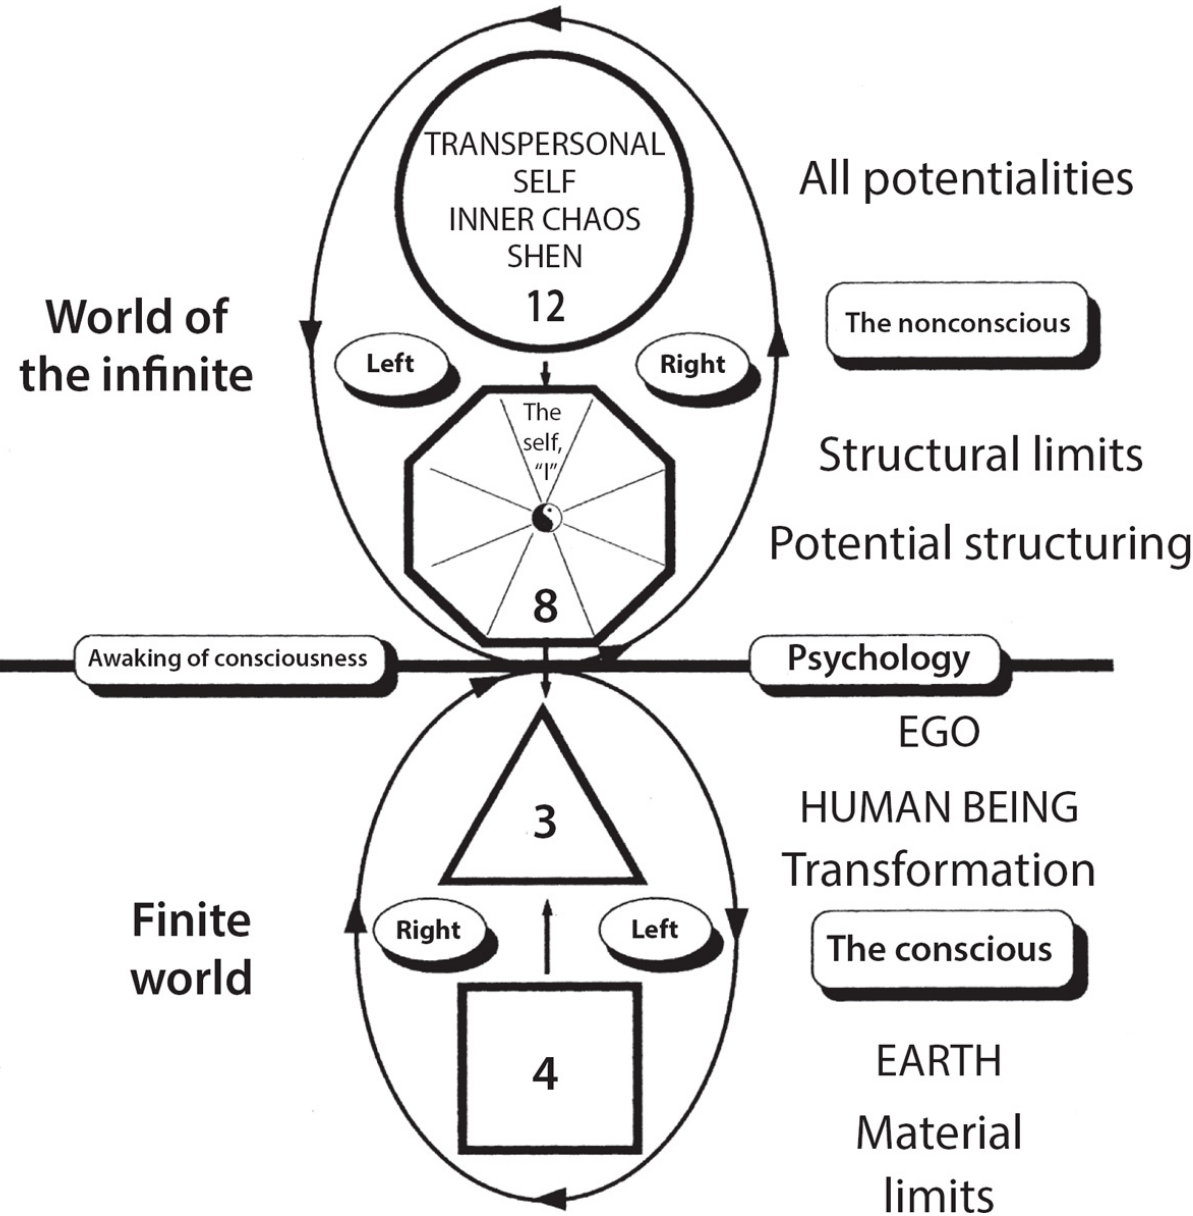 TRANSPERSONAL
SELF
INNER CHAOS
SHEN
12
All potentialities
World of
the infinite
The nonconscious
Left
Right
The
self,
“I”
Structural limits
Potential structuring
8
Awaking of consciousness
Psychology
EGO
3
HUMAN BEING
Transformation
Finite
world
Right
Left
The conscious
4
EARTH
Material
limits